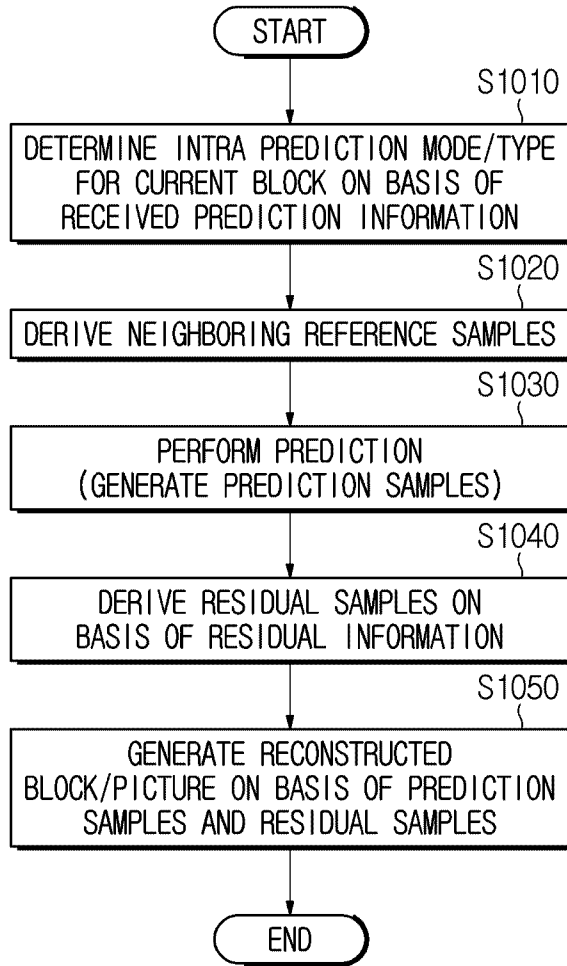 START
S1010
DETERMINE INTRA PREDICTION MODE/TYPE
FOR CURRENT BLOCK ON BASIS OF
RECEIVED PREDICTION INFORMATION
S1020
DERIVE NEIGHBORING REFERENCE SAMPLES
S1030
PERFORM PREDICTION
(GENERATE PREDICTION SAMPLES)
S1040
DERIVE RESIDUAL SAMPLES ON
BASIS OF RESIDUAL INFORMATION
S1050
GENERATE RECONSTRUCTED
BLOCK/PICTURE ON BASIS OF PREDICTION
SAMPLES AND RESIDUAL SAMPLES
END